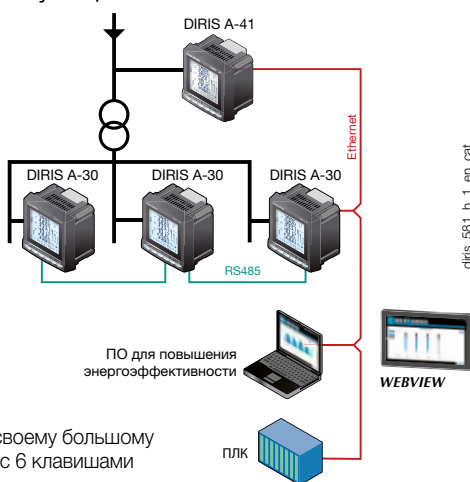 DIRIS A-41
Ethernet
DIRIS A-30
DIRIS A-30
DIRIS A-30
RS485
diris_581_h_1_en_cat
ПО для повышения
энергоэффективности
WEBVIEW
своему большому
с 6 клавишами
ПЛК